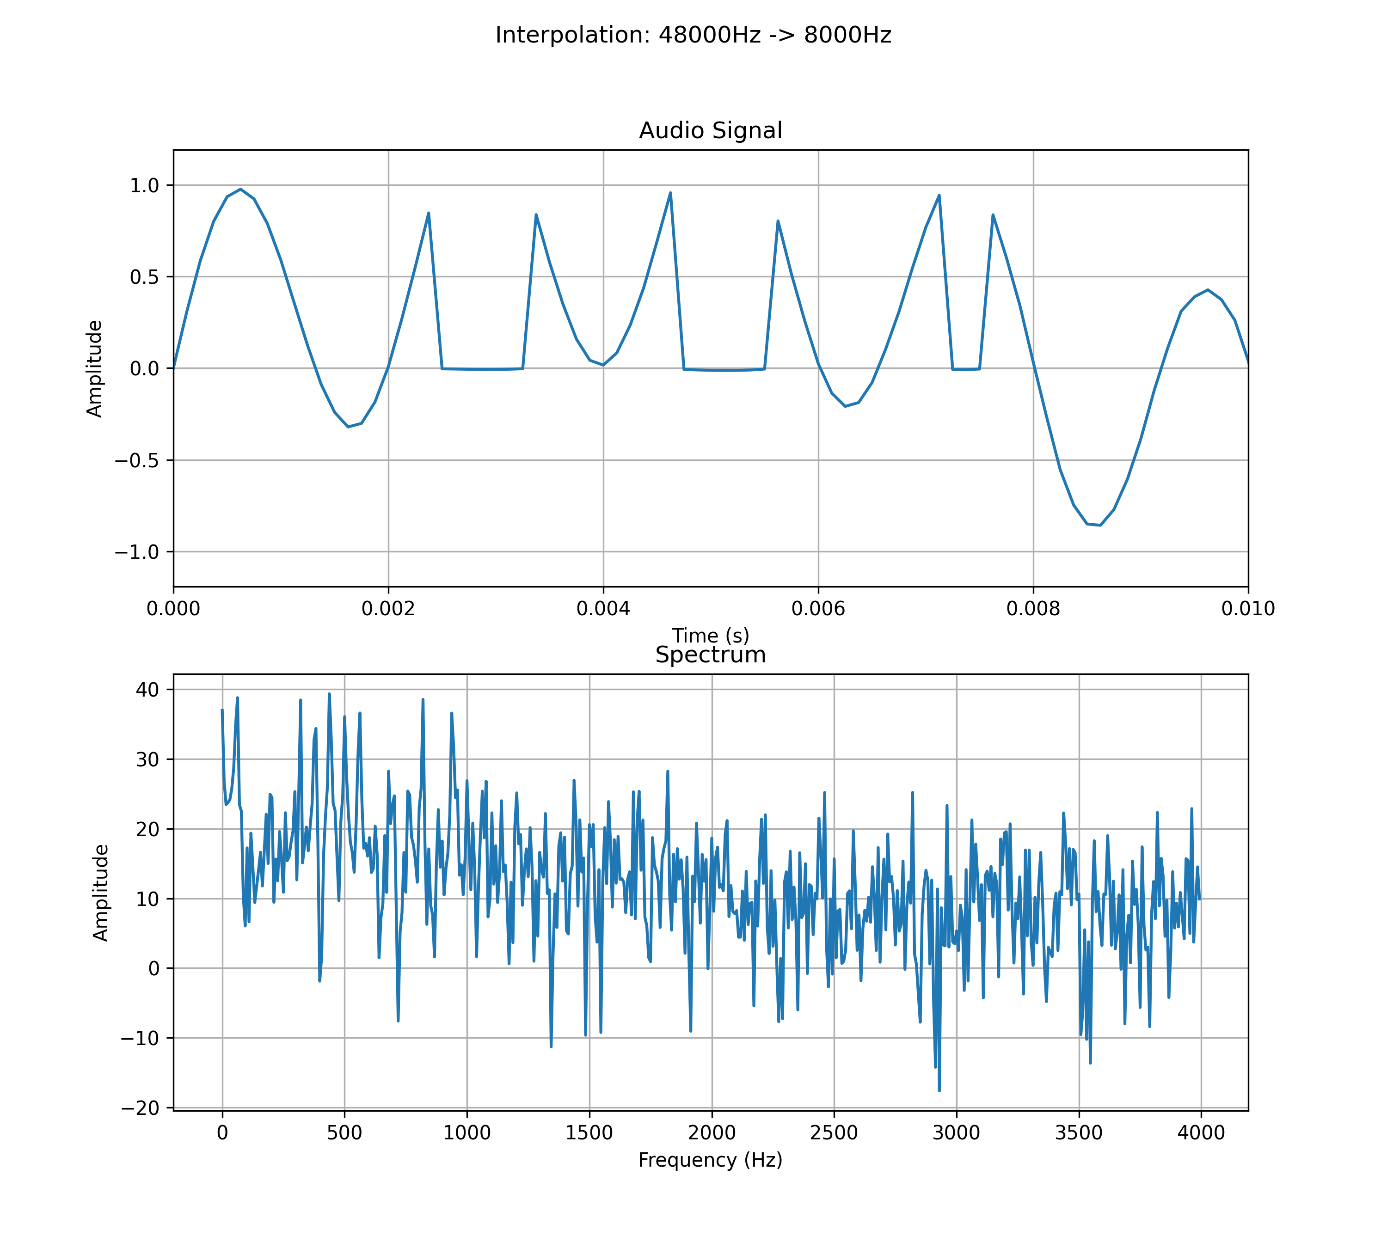 Interpolation: 48000Hz -> 8000Hz
Audio Signal
Amplitude
1.0
0.5
0.0
−0.5
−1.0
0.000 0.002 0.004 0.006 0.008 0.010
Time (s)
Spectrum
Amplitude
40
30
20
10
0
−10
−20
0 500 1000 1500 2000 2500 3000 3500 4000
Frequency (Hz)